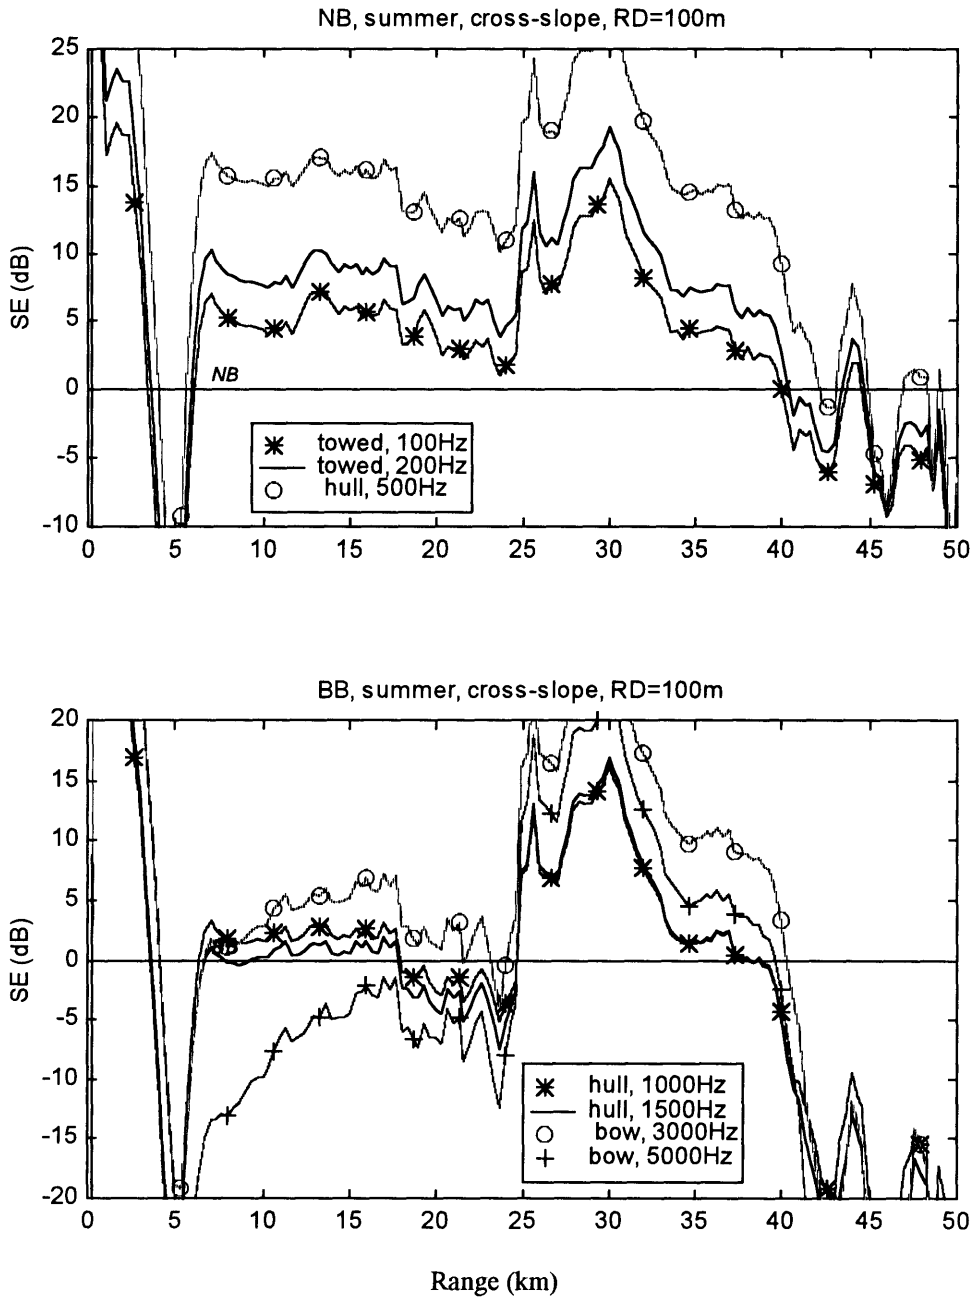 NB, summer, cross-slope, RD=100m
25
20
15
10
5
0
-5
-10
SE (dB)
NB
towed, 100Hz
towed, 200Hz
hull, 500Hz
0 5 10 15 20 25 30 35 40 45 50
BB, summer, cross-slope, RD=100m
20
15
10
5
0
-5
-10
-15
-20
SE (dB)
hull, 1000Hz
hull, 1500Hz
bow, 3000Hz
bow, 5000Hz
0 5 10 15 20 25 30 35 40 45 50
Range (km)